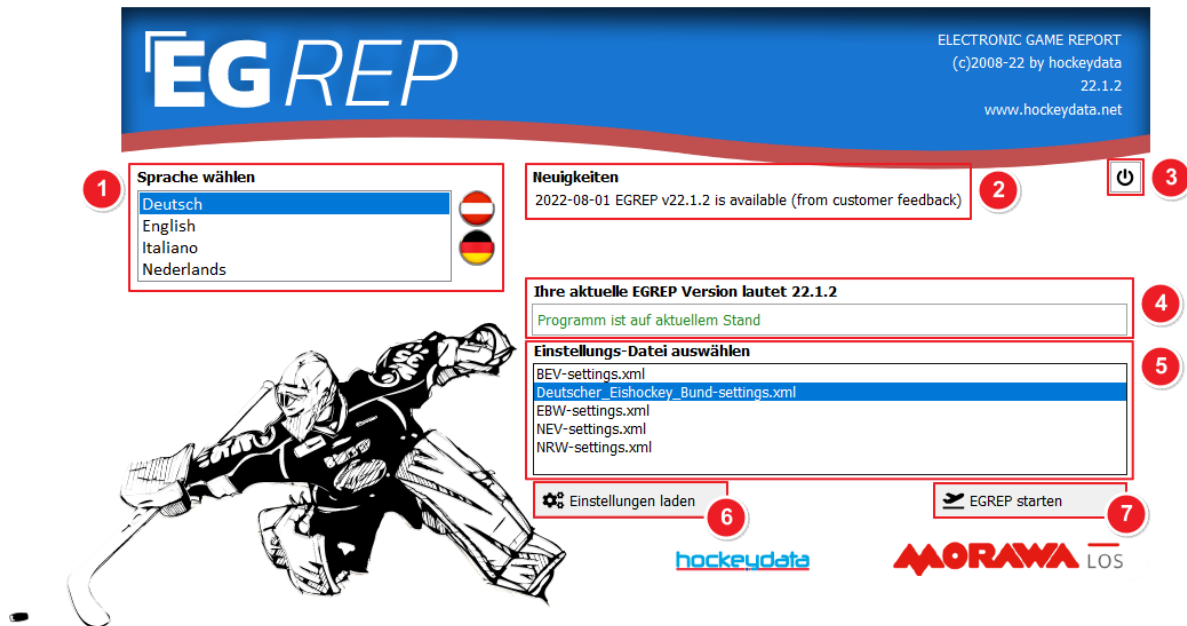 EGREP
ELECTRONIC GAME REPORT
(c)2008-22 by hockeydata
22.1.2
www.hockeydata.net
1
Sprache wählen
Deutsch
English
Italiano
Nederlands
Neuigkeiten
2022-08-01 EGREP v22.1.2 is available (from customer feedback)
2
3
Ihre aktuelle EGREP Version lautet 22.1.2
Programm ist auf aktuellem Stand
4
Einstellungs-Datei auswählen
BEV-settings.xml
Deutscher_Eishockey_Bund-settings.xml
EBW-settings.xml
NEV-settings.xml
NRW-settings.xml
5
Einstellungen laden
6
EGREP starten
7
hockeydata
MORAWA LOS